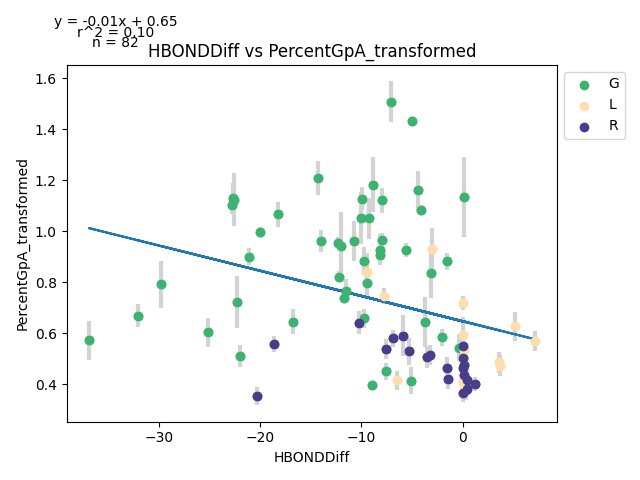 y = -0.01x + 0.65
r^2 = 0.10
n = 82
HBONDDiff vs PercentGpA_transformed
G
L
R
1.6
1.4
1.2
1.0
0.8
0.6
0.4
PercentGpA_transformed
−30
−20
−10
0
HBONDDiff